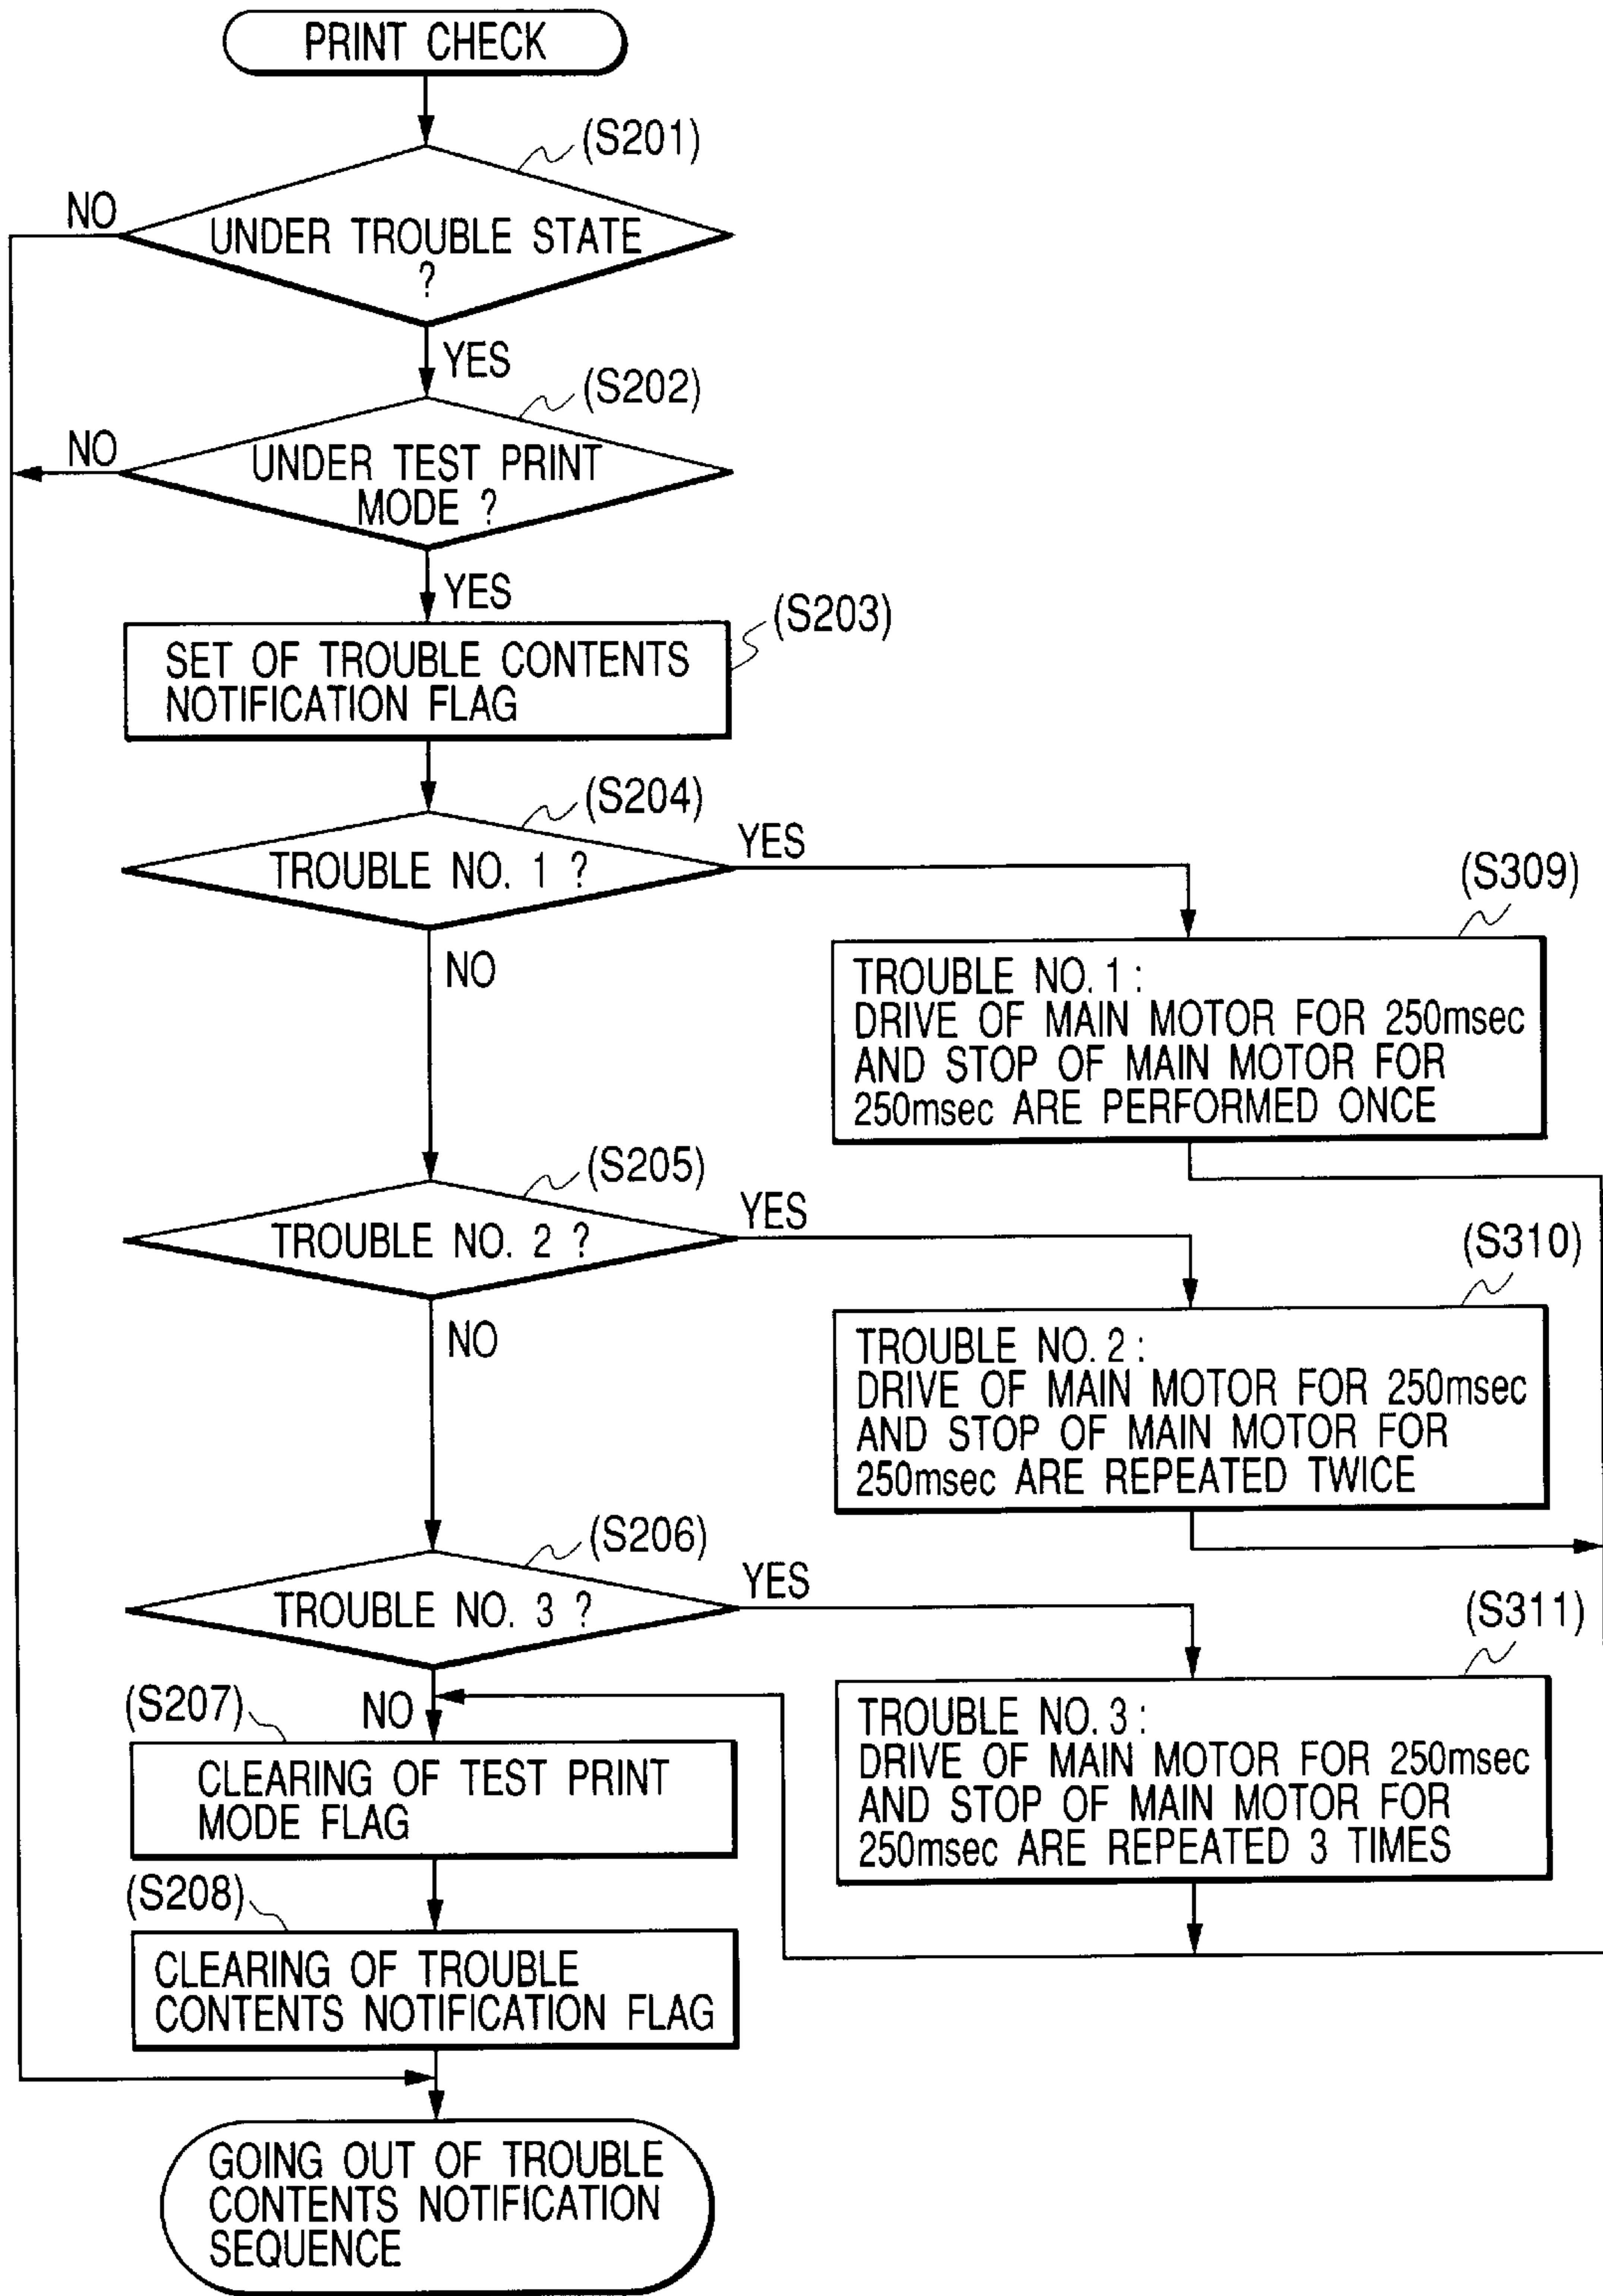 PRINT CHECK
(S201)
NO
UNDER TROUBLE STATE
?
YES
(S202)
NO
UNDER TEST PRINT
MODE ?
YES
(S203)
SET OF TROUBLE CONTENTS
NOTIFICATION FLAG
(S204)
TROUBLE NO. 1 ?
YES
NO
(S309)
TROUBLE NO. 1 :
DRIVE OF MAIN MOTOR FOR 250msec
AND STOP OF MAIN MOTOR FOR
250msec ARE PERFORMED ONCE
(S205)
TROUBLE NO. 2 ?
YES
NO
(S310)
TROUBLE NO. 2 :
DRIVE OF MAIN MOTOR FOR 250msec
AND STOP OF MAIN MOTOR FOR
250msec ARE REPEATED TWICE
(S206)
TROUBLE NO. 3 ?
YES
NO
(S311)
TROUBLE NO. 3 :
DRIVE OF MAIN MOTOR FOR 250msec
AND STOP OF MAIN MOTOR FOR
250msec ARE REPEATED 3 TIMES
(S207)
CLEARING OF TEST PRINT
MODE FLAG
(S208)
CLEARING OF TROUBLE
CONTENTS NOTIFICATION FLAG
GOING OUT OF TROUBLE
CONTENTS NOTIFICATION
SEQUENCE